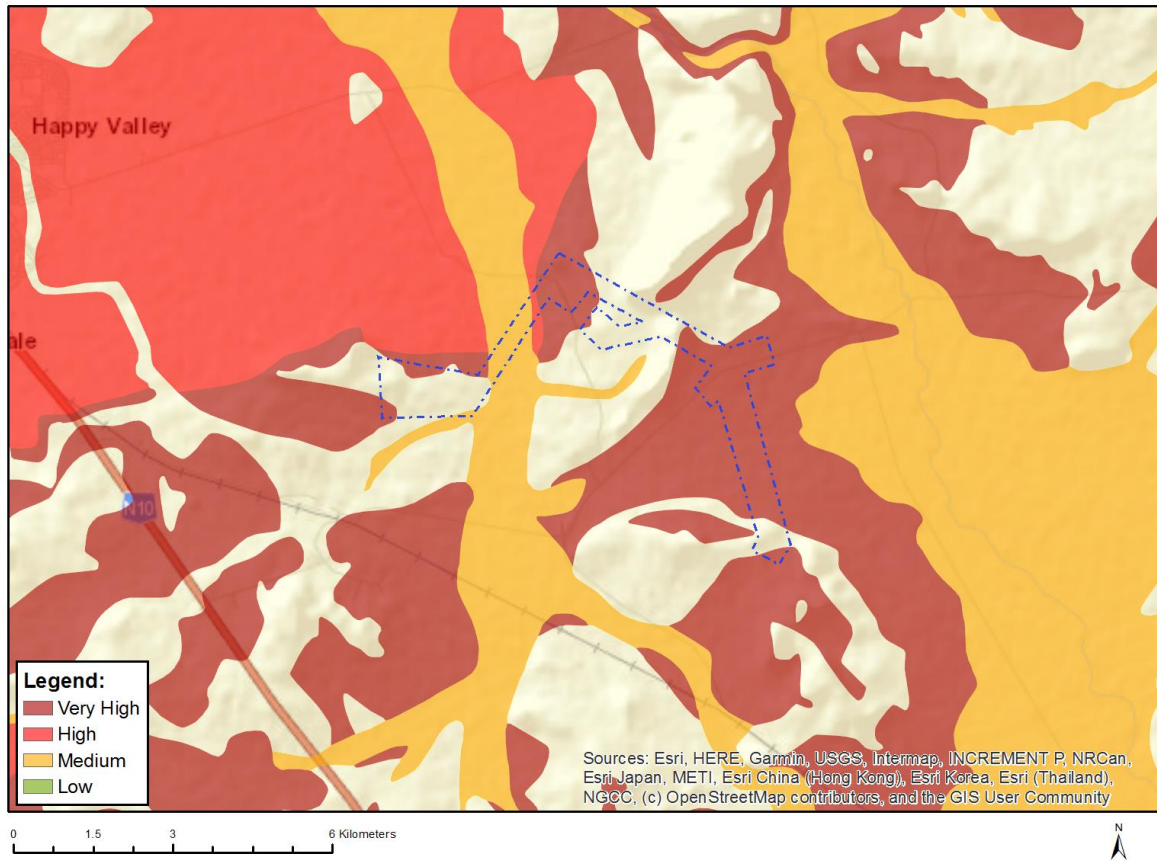 Happy Valley
ale
N10
Legend:
Very High
High
Medium
Low
Sources: Esri, HERE, Garmin, USGS, Intermap, INCREMENT P, NRCan,
Esri Japan, METI, Esri China (Hong Kong), Esri Korea, Esri (Thailand),
NGCC, (c) OpenStreetMap contributors, and the GIS User Community
0 1.5 3 6 Kilometers
N